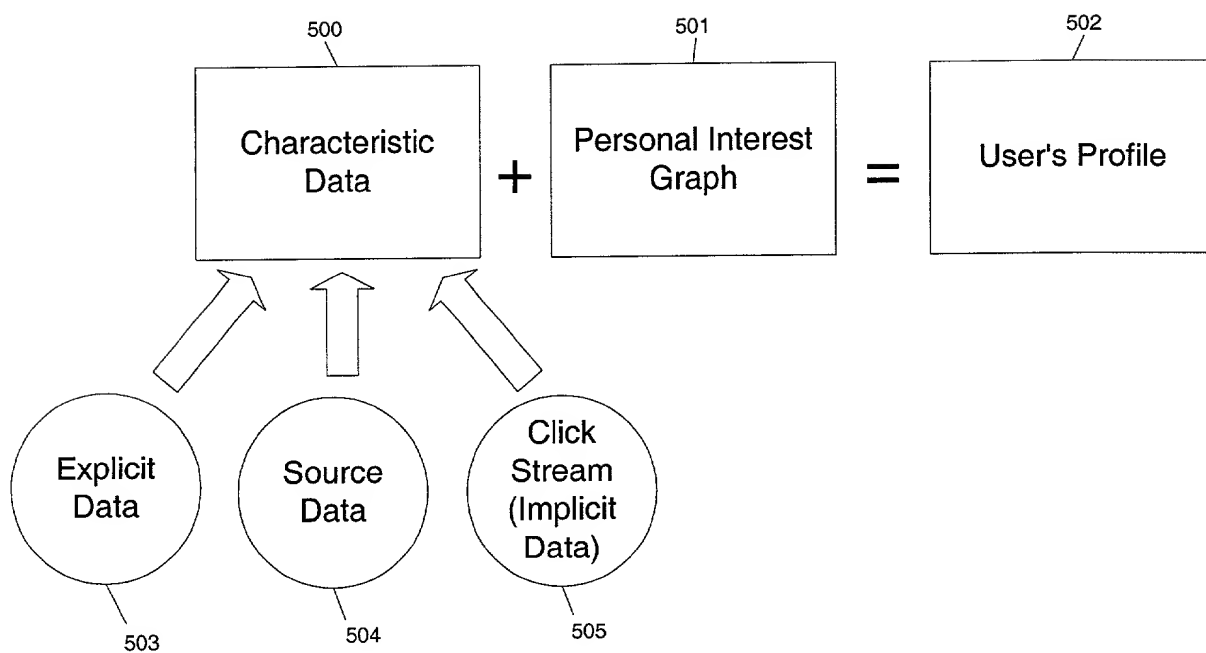 500
501
502
Characteristic
Data
+
Personal Interest
Graph
=
User's Profile
Explicit
Data
Source
Data
Click
Stream
(Implicit
Data)
503
504
505